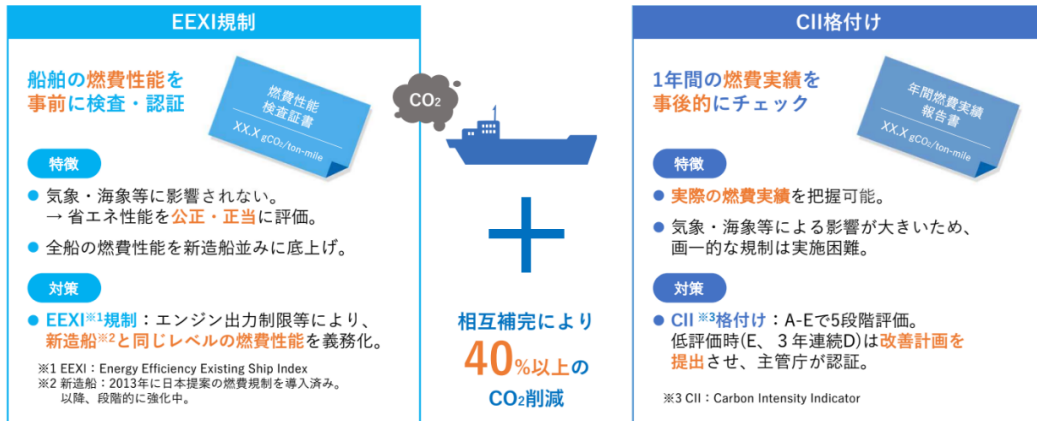 EEXI規制
船舶の燃費性能を
事前に検査・認証
燃費性能
検査証書
XX.X gCO₂/ton-mile
特徴
● 気象・海象等に影響されない。
→ 省エネ性能を公正・正当に評価。
● 全船の燃費性能を新造船並みに底上げ。
対策
● EEXI※1規制：エンジン出力制限等により、
新造船※2と同じレベルの燃費性能を義務化。
※1 EEXI：Energy Efficiency Existing Ship Index
※2 新造船：2013年に日本提案の燃費規制を導入済み。
以降、段階的に強化中。
CO₂
＋
相互補完により
40%以上の
CO₂削減
CII格付け
1年間の燃費実績を
事後的にチェック
年間燃費実績
報告書
XX.X gCO₂/ton-mile
特徴
● 実際の燃費実績を把握可能。
● 気象・海象等による影響が大きいため、
画一的な規制は実施困難。
対策
● CII ※3格付け：A-Eで5段階評価。
低評価時(E、３年連続D)は改善計画を
提出させ、主管庁が認証。
※3 CII：Carbon Intensity Indicator